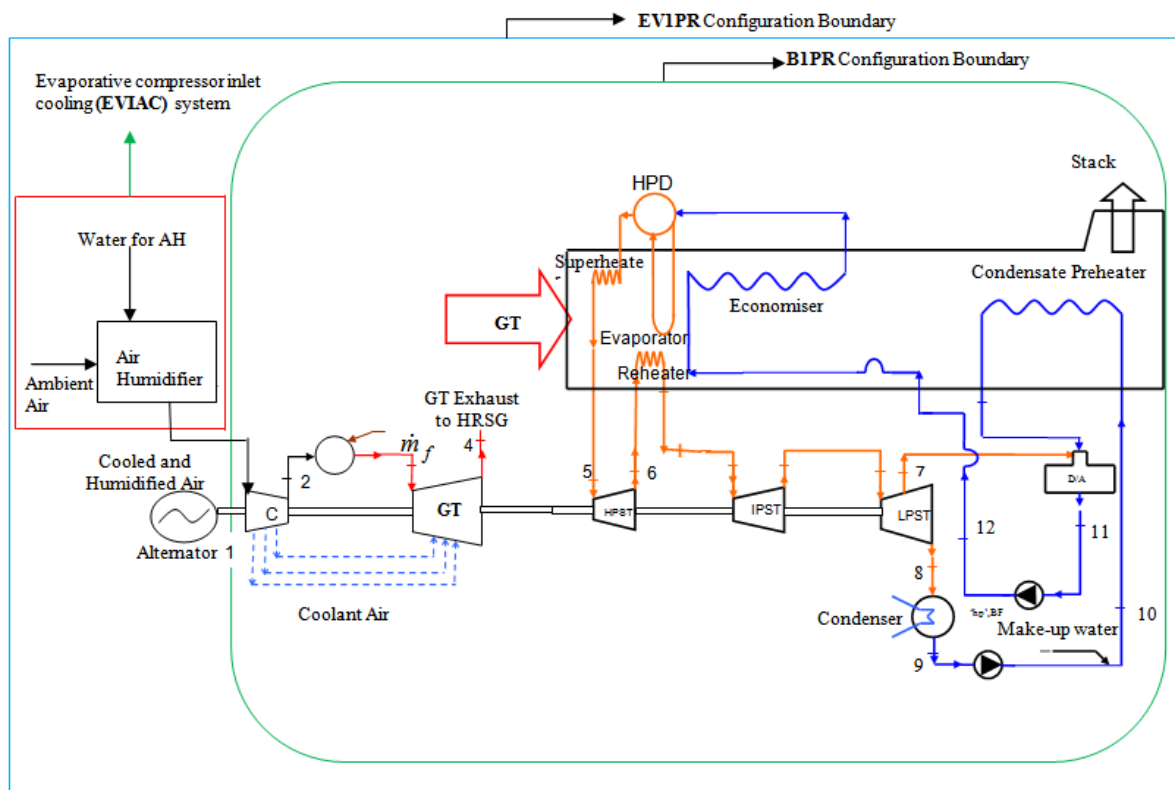 EV1PR Configuration Boundary
B1PR Configuration Boundary
Evaporative compressor inlet
cooling (EVIAC) system
Stack
HPD
Water for AH
Superheate
r
Condensate Preheater
Economiser
GT
Air
Humidifier
Evaporator
Reheater
Ambient
Air
GT Exhaust
to HRSG
ṁf
4
Cooled and
Humidified Air
2
5
6
7
D/A
C
GT
HPST
IPST
LPST
12
11
Alternator 1
8
Coolant Air
Condenser
'hp',BF
Make-up water
10
9